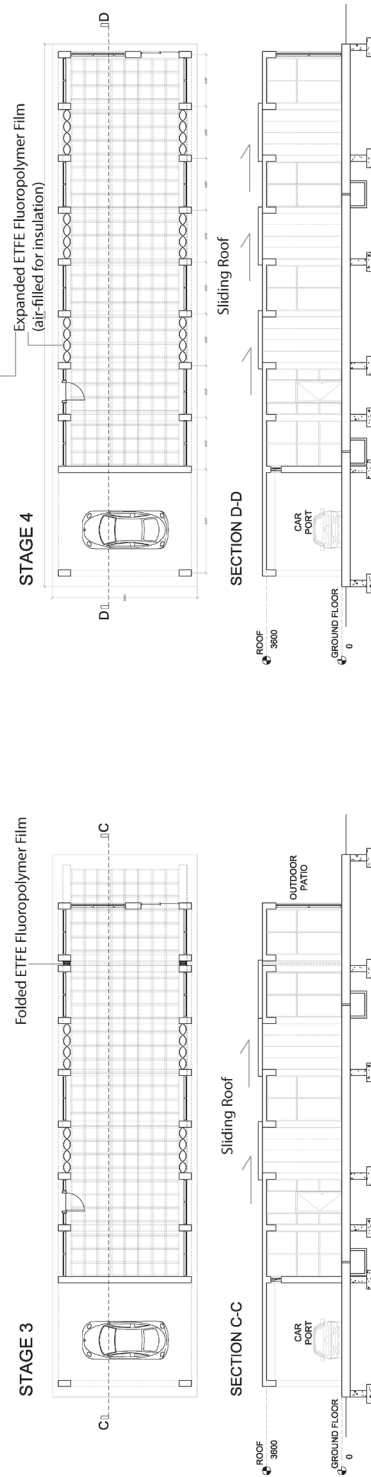 Folded ETFE Fluoropolymer Film
STAGE 3
C
C
SECTION C-C
Sliding Roof
ROOF
3600
OUTDOOR
PATIO
CAR
PORT
GROUND FLOOR
0
Expanded ETFE Fluoropolymer Film
(air-filled for insulation)
STAGE 4
D
D
SECTION D-D
Sliding Roof
ROOF
3600
CAR
PORT
GROUND FLOOR
0